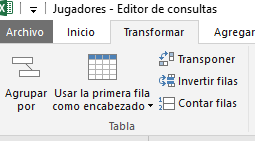 Jugadores - Editor de consultas
Archivo Inicio Transformar Agregar
Agrupar por
Usar la primera fila
como encabezado
Transponer
Invertir filas
Contar filas
Tabla